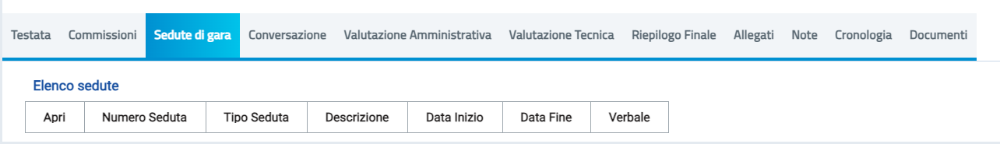 Testata Commissioni Sedute di gara Conversazione Valutazione Amministrativa Valutazione Tecnica Riepilogo Finale Allegati Note Cronologia Documenti
Elenco sedute
Apri Numero Seduta Tipo Seduta Descrizione Data Inizio Data Fine Verbale